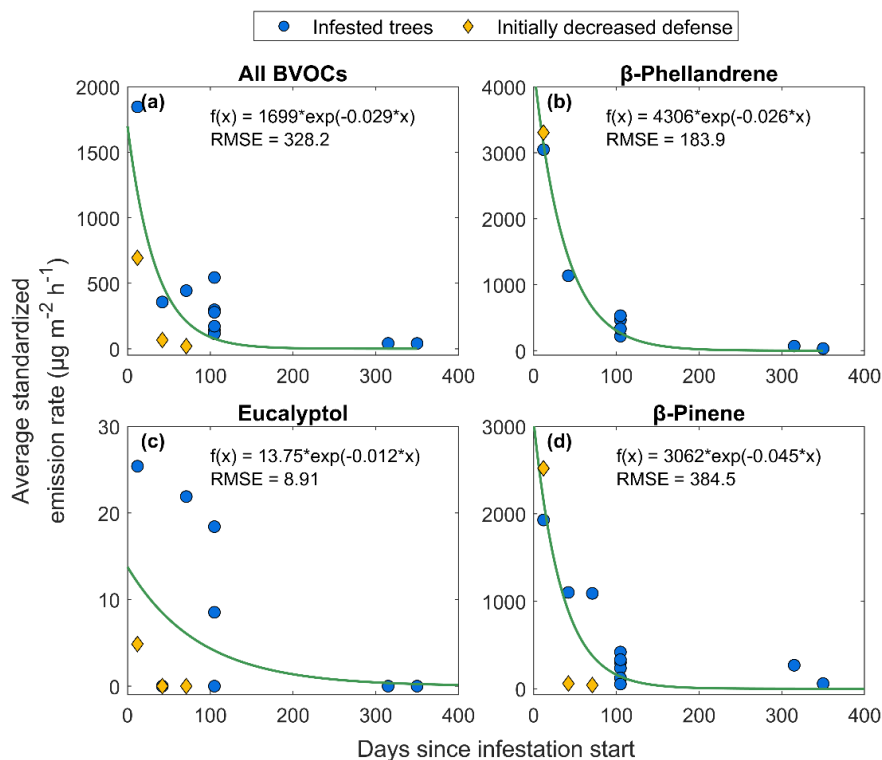 Infested trees
Initially decreased defense
All BVOCs
(a)
f(x) = 1699*exp(-0.029*x)
RMSE = 328.2
2000
1500
1000
500
0
0
100
200
300
400
β-Phellandrene
(b)
f(x) = 4306*exp(-0.026*x)
RMSE = 183.9
4000
3000
2000
1000
0
0
100
200
300
400
Eucalyptol
(c)
f(x) = 13.75*exp(-0.012*x)
RMSE = 8.91
30
20
10
0
0
100
200
300
400
β-Pinene
(d)
f(x) = 3062*exp(-0.045*x)
RMSE = 384.5
3000
2000
1000
0
0
100
200
300
400
Average standardized
emission rate (μg m⁻² h⁻¹)
Days since infestation start